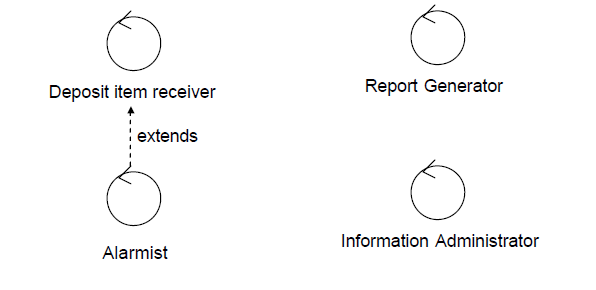 Deposit item receiver
Report Generator
extends
Alarmist
Information Administrator